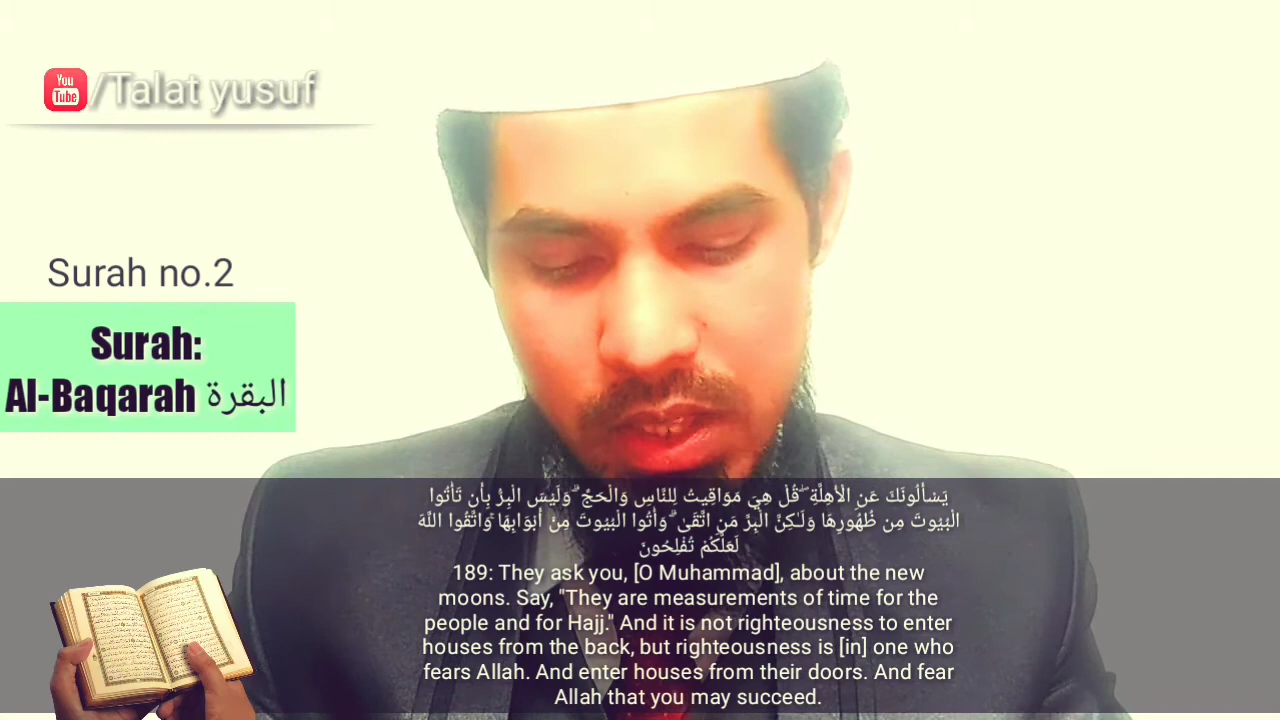 You
Tube
/Talat yusuf
Surah no.2
Surah:
Al-Baqarah البقرة
يَسْأَلُونَكَ عَنِ الْأَهِلَّةِ ۖ قُلْ هِيَ مَوَاقِيتُ لِلنَّاسِ وَالْحَجِّ ۗ وَلَيْسَ الْبِرُّ بِأَن تَأْتُوا
الْبُيُوتَ مِن ظُهُورِهَا وَلَـٰكِنَّ الْبِرَّ مَنِ اتَّقَىٰ ۗ وَأْتُوا الْبُيُوتَ مِنْ أَبْوَابِهَا ۚ وَاتَّقُوا اللَّهَ
لَعَلَّكُمْ تُفْلِحُونَ
189: They ask you, [O Muhammad], about the new
moons. Say, "They are measurements of time for the
people and for Hajj." And it is not righteousness to enter
houses from the back, but righteousness is [in] one who
fears Allah. And enter houses from their doors. And fear
Allah that you may succeed.